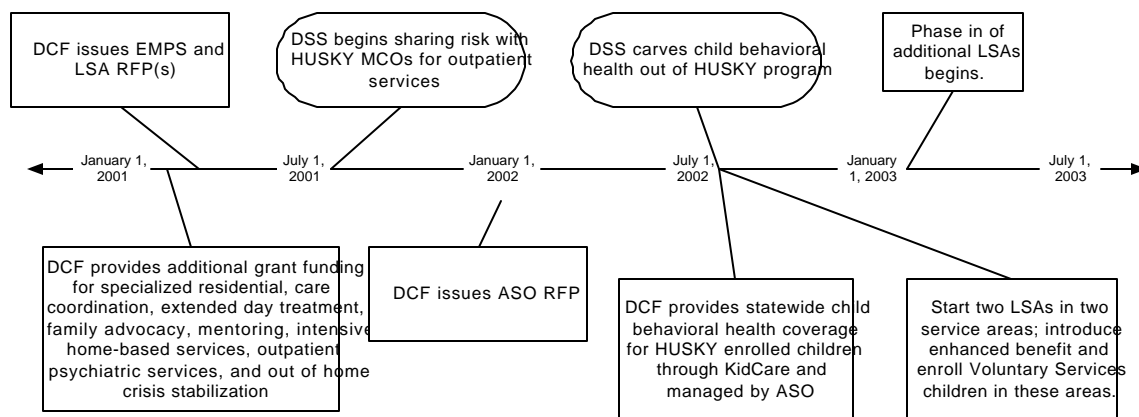 DCF issues EMPS and
LSA RFP(s)
DSS begins sharing risk with
HUSKY MCOs for outpatient
services
DSS carves child behavioral
health out of HUSKY program
Phase in of
additional LSAs
begins.
January 1,
2001
July 1,
2001
January 1,
2002
July 1,
2002
January
1, 2003
July 1,
2003
DCF provides additional grant funding
for specialized residential, care
coordination, extended day treatment,
family advocacy, mentoring, intensive
home-based services, outpatient
psychiatric services, and out of home
crisis stabilization
DCF issues ASO RFP
DCF provides statewide child
behavioral health coverage
for HUSKY enrolled children
through KidCare and
managed by ASO
Start two LSAs in two
service areas; introduce
enhanced benefit and
enroll Voluntary Services
children in these areas.